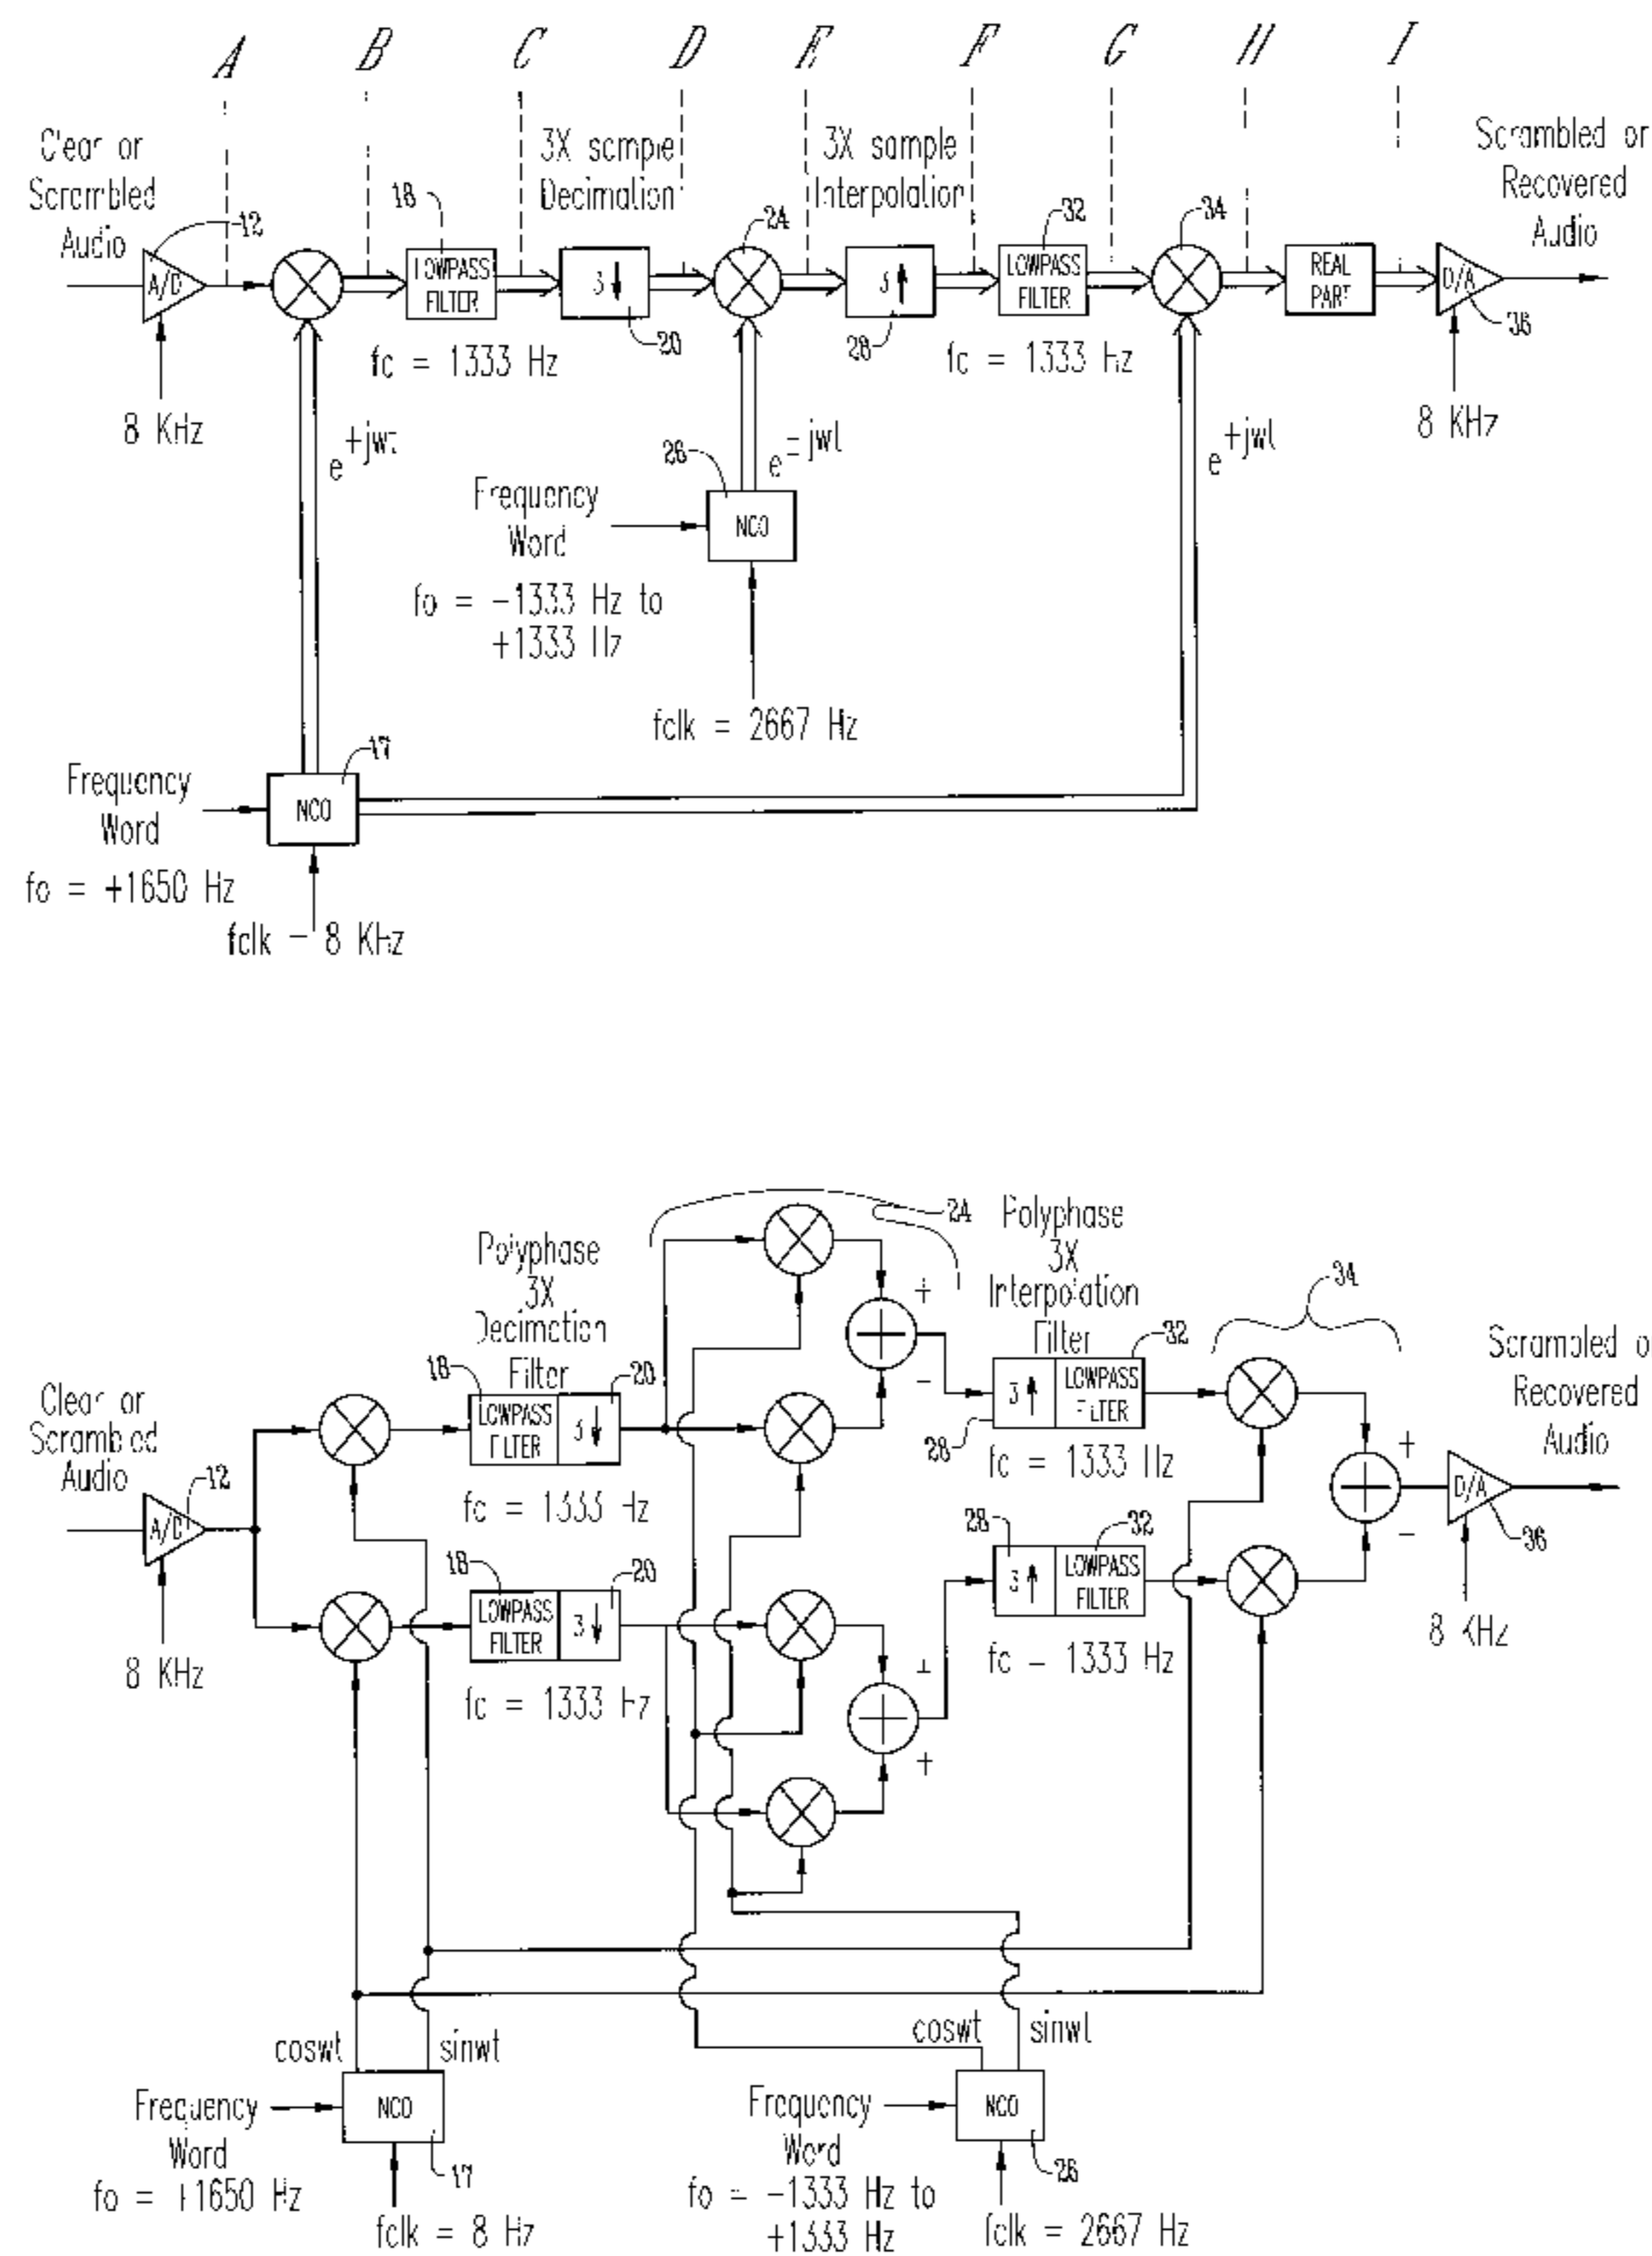 A B C D E F G H I
Clear or
Scrambled
Audio
12
A/D
8 KHz
18
LOWPASS
FILTER
fc = 1333 Hz
3X sample
Decimation
3
20
24
3X sample
Interpolation
3
28
32
LOWPASS
FILTER
fc = 1333 Hz
34
REAL
PART
Scrambled or
Recovered
Audio
D/A
36
8 KHz
e+jwt
e±jwt
e+jwt
26
Frequency
Word
NCO
fo = -1333 Hz to
+1333 Hz
fclk = 2667 Hz
17
Frequency
Word
NCO
fo = +1650 Hz
fclk = 8 KHz
24
Polyphase
3X
Decimation
Filter
Polyphase
3X
Interpolation
Filter
34
Clear or
Scrambled
Audio
12
A/D
8 KHz
18
LOWPASS
FILTER
3
20
fc = 1333 Hz
18
LOWPASS
FILTER
3
20
fc = 1333 Hz
+
-
+
+
32
3
LOWPASS
FILTER
28
fc = 1333 Hz
28
32
3
LOWPASS
FILTER
fc = 1333 Hz
+
-
Scrambled o
Recovered
Audio
D/A
36
8 KHz
coswt
sinwt
coswt
sinwt
Frequency
Word
NCO
17
fo = +1650 Hz
fclk = 8 Hz
Frequency
Word
NCO
26
fo = -1333 Hz to
+1333 Hz
fclk = 2667 Hz